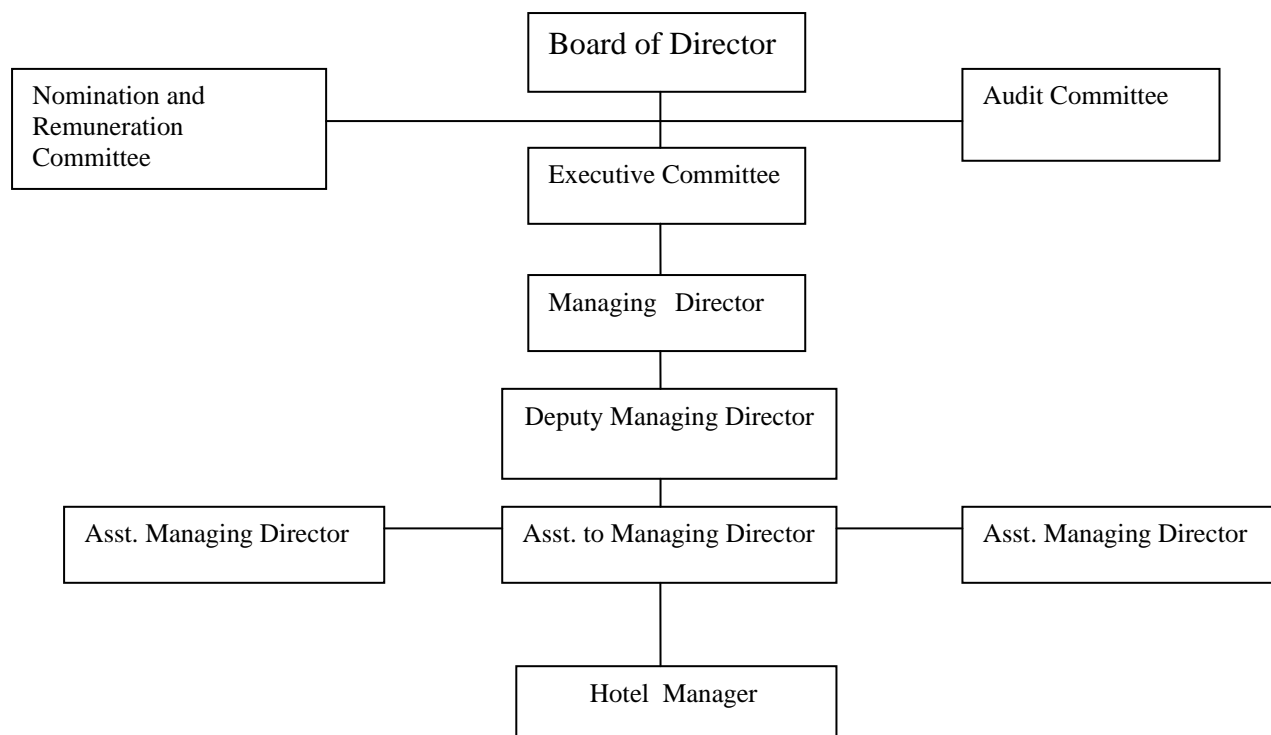 Board of Director
Nomination and
Remuneration
Committee
Audit Committee
Executive Committee
Managing Director
Deputy Managing Director
Asst. Managing Director
Asst. to Managing Director
Asst. Managing Director
Hotel Manager